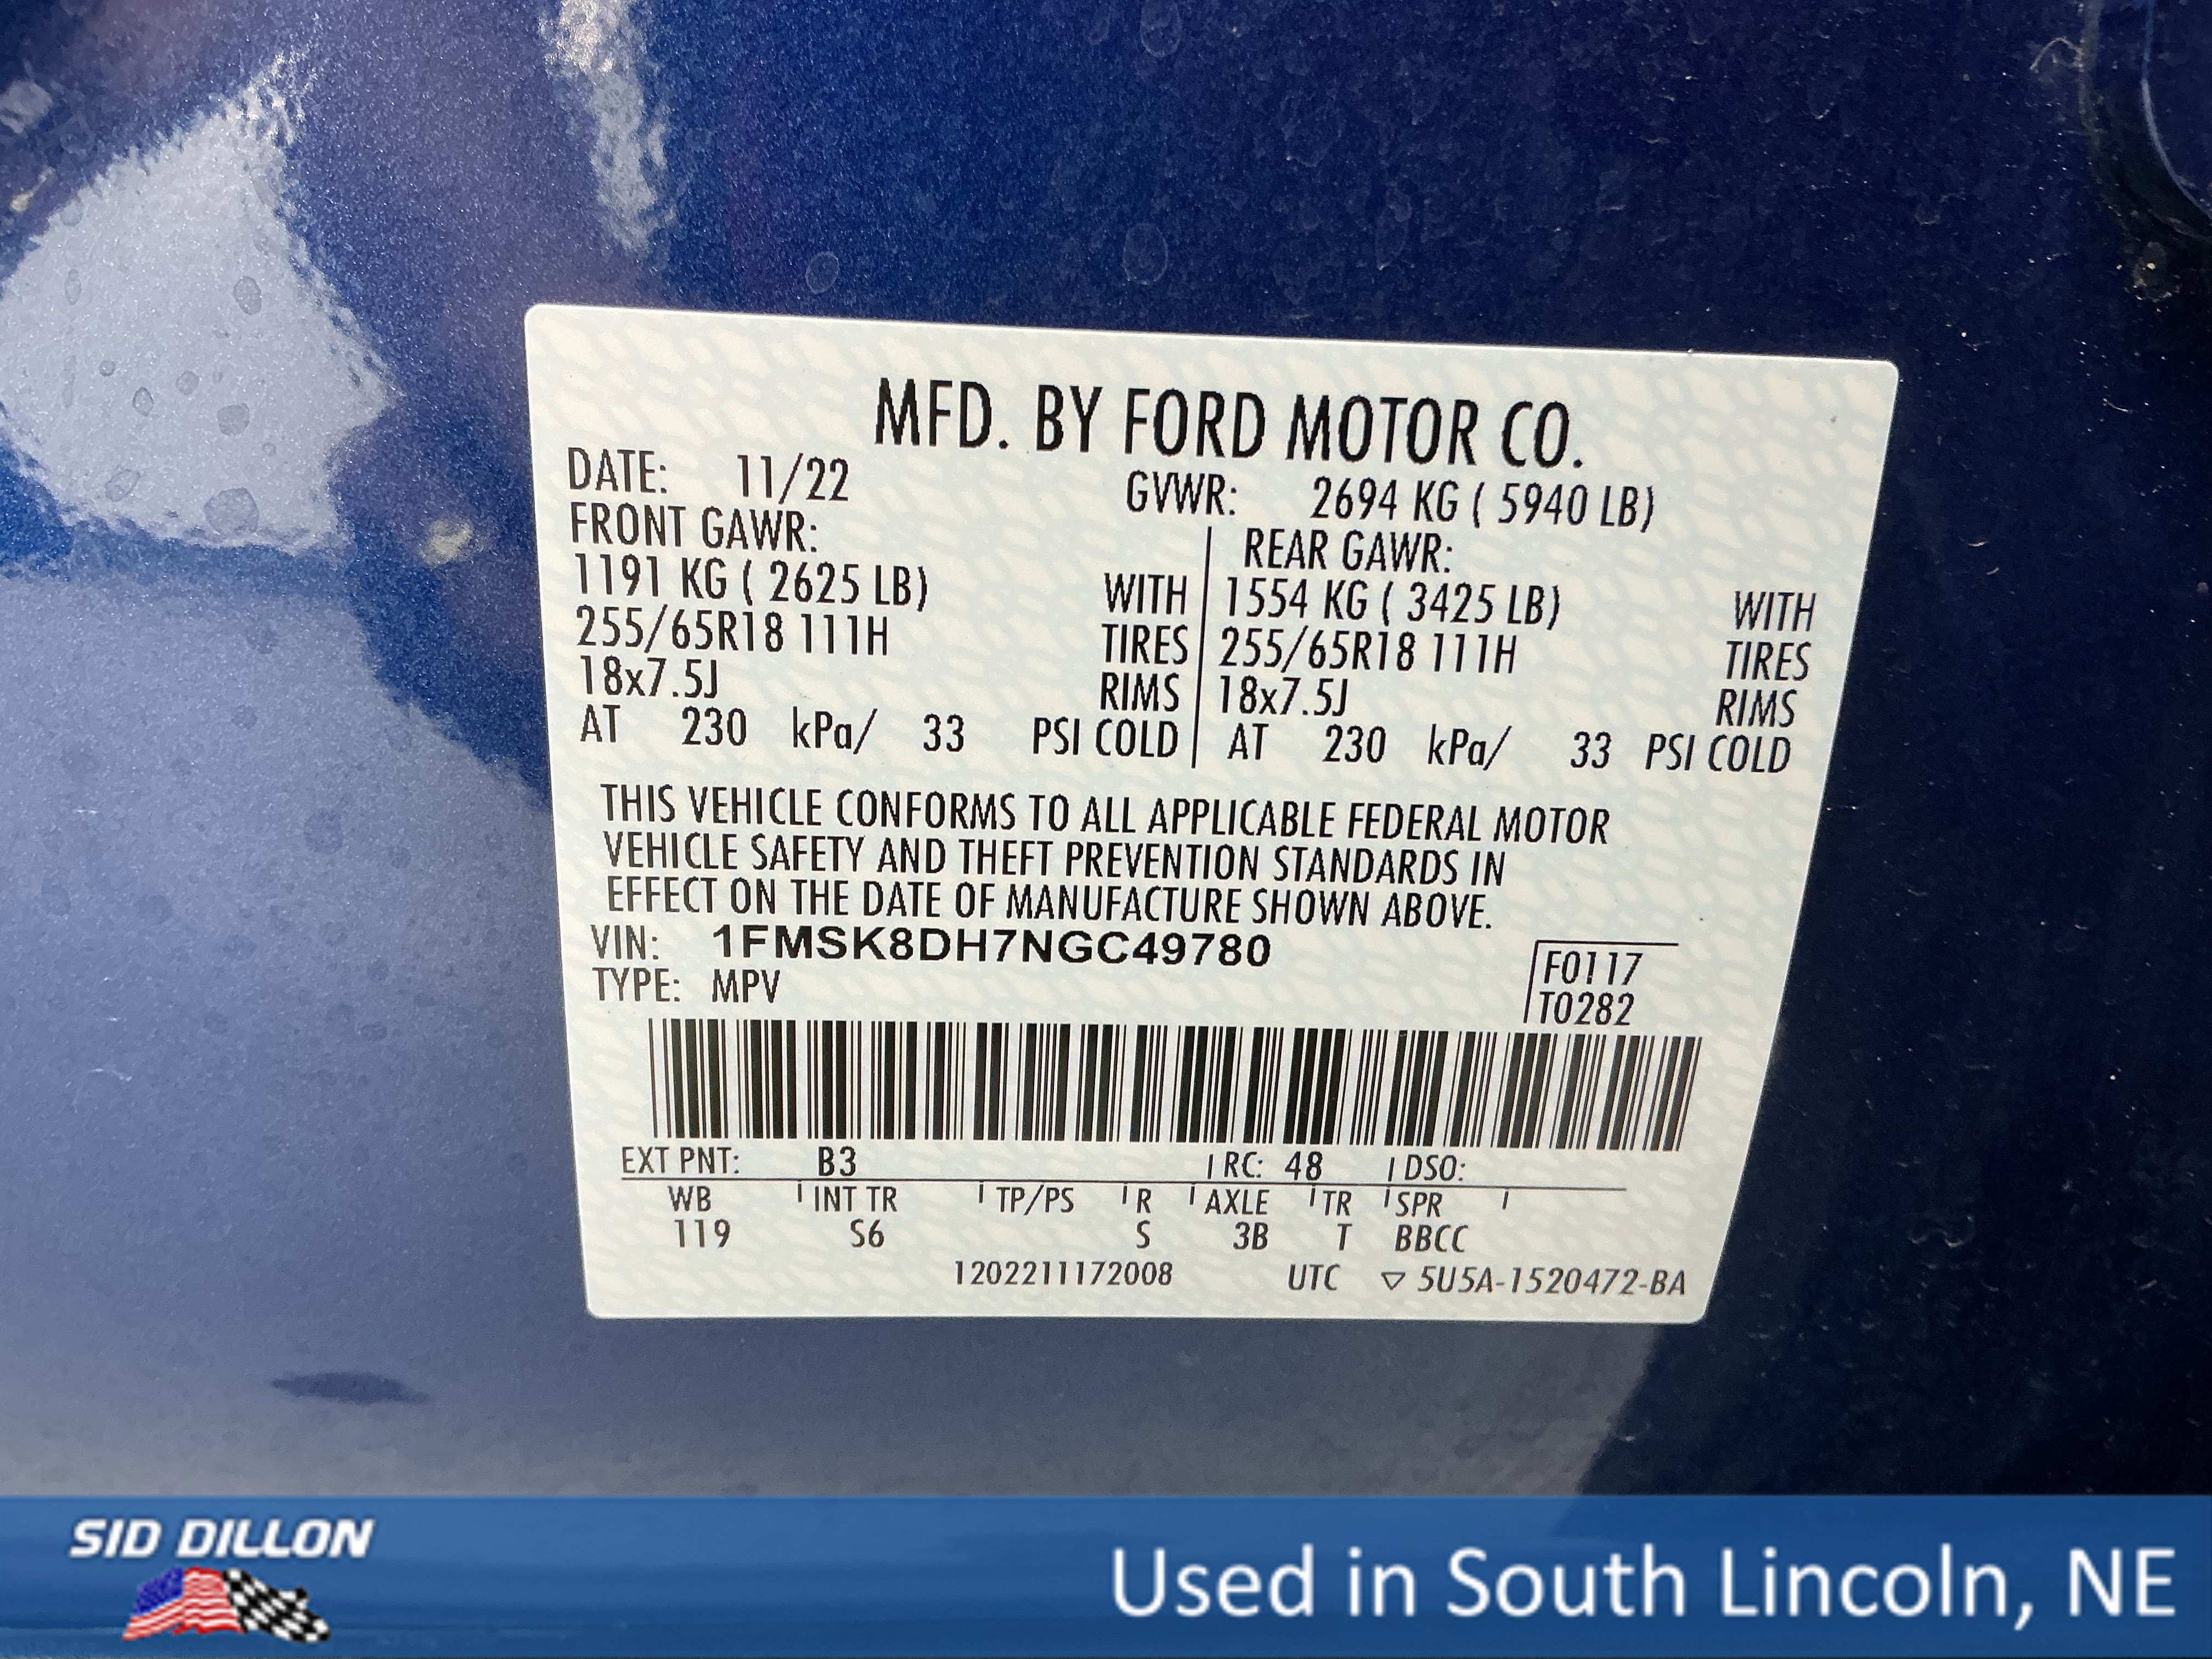 MFD. BY FORD MOTOR CO.
DATE: 11/22 GVWR: 2694 KG ( 5940 LB)
FRONT GAWR: REAR GAWR:
1191 KG ( 2625 LB) WITH 1554 KG ( 3425 LB) WITH
255/65R18 111H TIRES 255/65R18 111H TIRES
18x7.5J RIMS 18x7.5J RIMS
AT 230 kPa/ 33 PSI COLD AT 230 kPa/ 33 PSI COLD
THIS VEHICLE CONFORMS TO ALL APPLICABLE FEDERAL MOTOR
VEHICLE SAFETY AND THEFT PREVENTION STANDARDS IN
EFFECT ON THE DATE OF MANUFACTURE SHOWN ABOVE.
VIN: 1FMSK8DH7NGC49780
TYPE: MPV
F0117
T0282
EXT PNT: B3 RC: 48 DSO:
WB INT TR TP/PS R AXLE TR SPR
119 S6 S 3B T BBCC
1202211172008 UTC ▽ 5U5A-1520472-BA
SID DILLON
Used in South Lincoln, NE